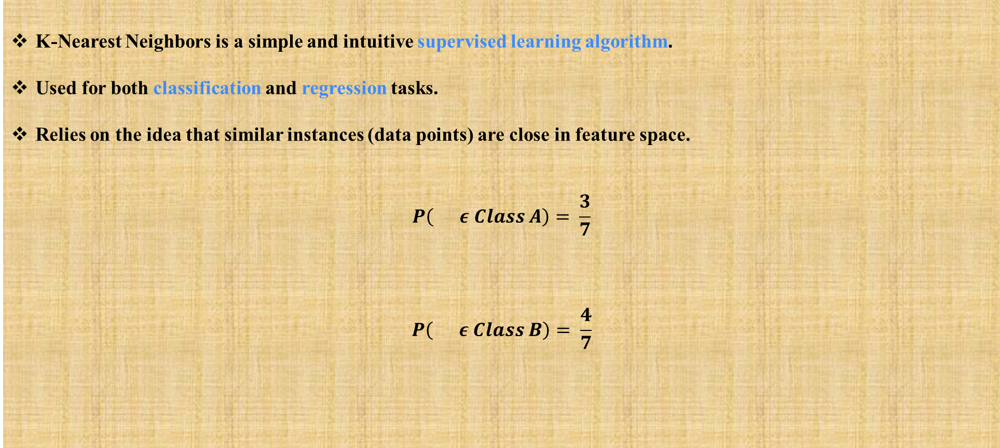 ❖ K-Nearest Neighbors is a simple and intuitive supervised learning algorithm.
❖ Used for both classification and regression tasks.
❖ Relies on the idea that similar instances (data points) are close in feature space.
P(    ϵ Class A) = 3/7
P(    ϵ Class B) = 4/7